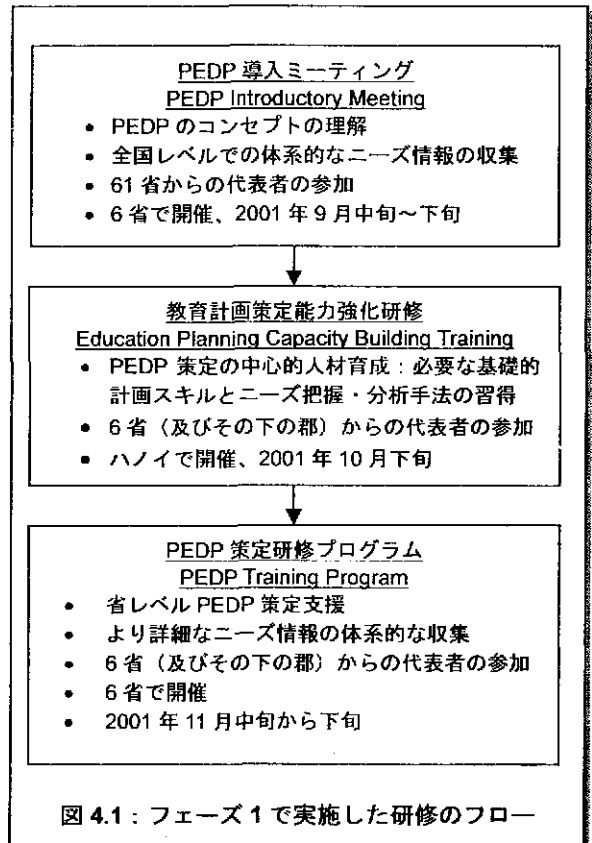 PEDP 導入ミーティング
PEDP Introductory Meeting
• PEDP のコンセプトの理解
• 全国レベルでの体系的なニーズ情報の収集
• 61 省からの代表者の参加
• 6 省で開催、2001 年 9 月中旬～下旬
教育計画策定能力強化研修
Education Planning Capacity Building Training
• PEDP 策定の中心的人材育成：必要な基礎的
計画スキルとニーズ把握・分析手法の習得
• 6 省（及びその下の郡）からの代表者の参加
• ハノイで開催、2001 年 10 月下旬
PEDP 策定研修プログラム
PEDP Training Program
• 省レベル PEDP 策定支援
• より詳細なニーズ情報の体系的な収集
• 6 省（及びその下の郡）からの代表者の参加
• 6 省で開催
• 2001 年 11 月中旬から下旬
図 4.1：フェーズ 1 で実施した研修のフロー